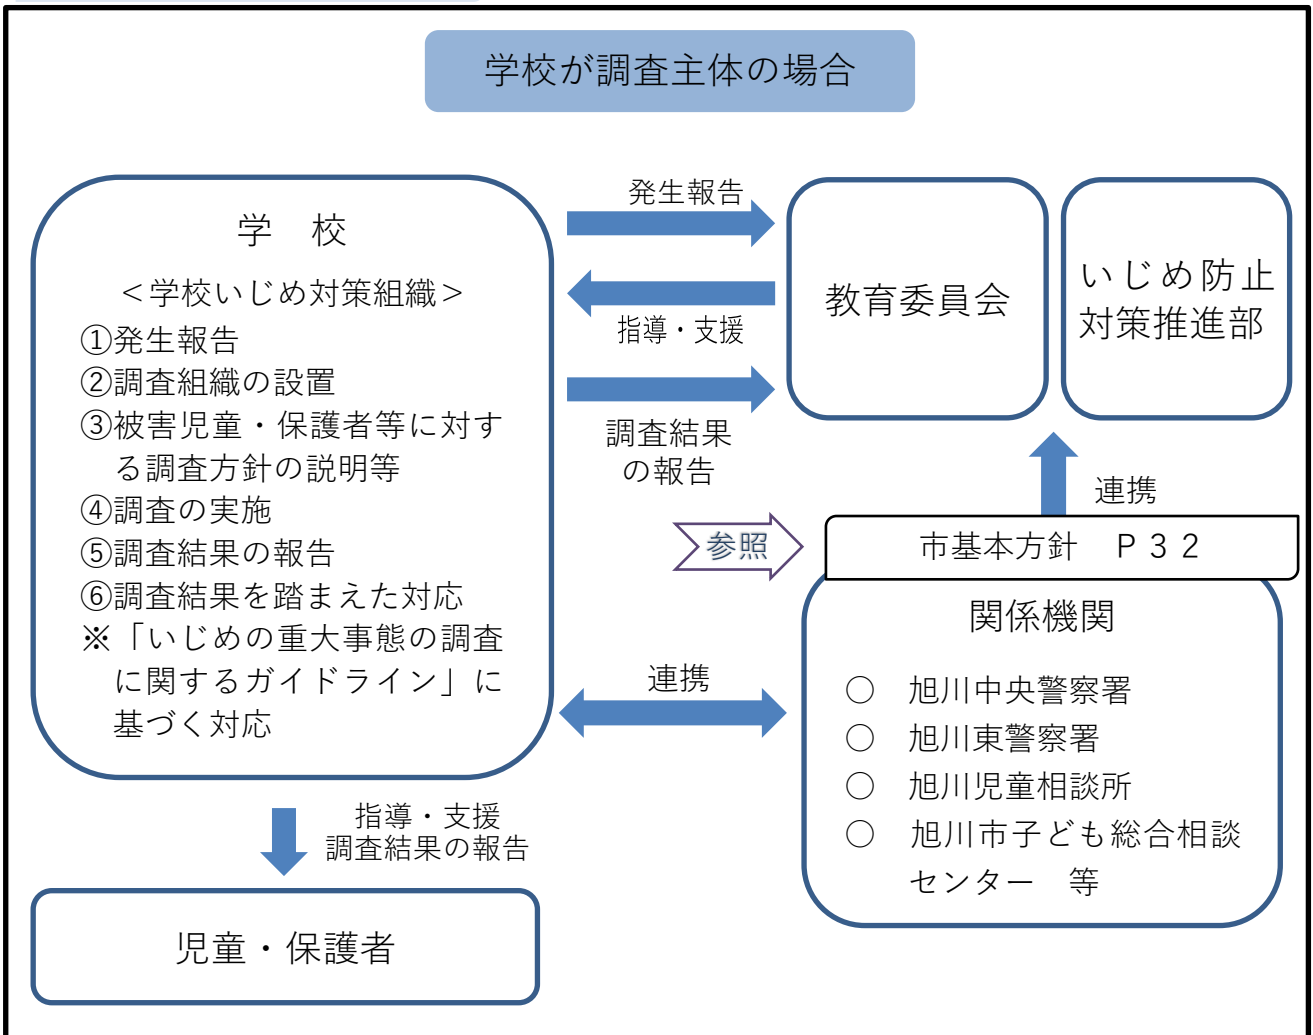 学校が調査主体の場合
学　校
＜学校いじめ対策組織＞
①発生報告
②調査組織の設置
③被害児童・保護者等に対す
る調査方針の説明等
④調査の実施
⑤調査結果の報告
⑥調査結果を踏まえた対応
※「いじめの重大事態の調査
に関するガイドライン」に
基づく対応
発生報告
指導・支援
調査結果
の報告
教育委員会
いじめ防止
対策推進部
連携
参照
市基本方針　Ｐ３２
関係機関
○　旭川中央警察署
○　旭川東警察署
○　旭川児童相談所
○　旭川市子ども総合相談
センター　等
連携
指導・支援
調査結果の報告
児童・保護者